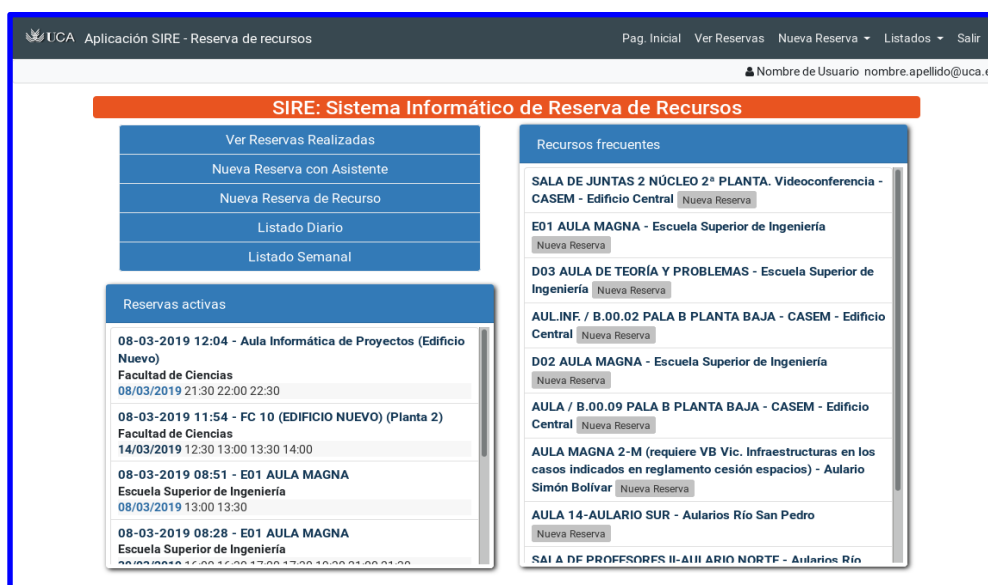 UCA Aplicación SIRE - Reserva de recursos
Pag. Inicial Ver Reservas Nueva Reserva Listados Salir
Nombre de Usuario nombre.apellido@uca.e
SIRE: Sistema Informático de Reserva de Recursos
Ver Reservas Realizadas
Nueva Reserva con Asistente
Nueva Reserva de Recurso
Listado Diario
Listado Semanal
Reservas activas
08-03-2019 12:04 - Aula Informática de Proyectos (Edificio
Nuevo)
Facultad de Ciencias
08/03/2019 21:30 22:00 22:30
08-03-2019 11:54 - FC 10 (EDIFICIO NUEVO) (Planta 2)
Facultad de Ciencias
14/03/2019 12:30 13:00 13:30 14:00
08-03-2019 08:51 - E01 AULA MAGNA
Escuela Superior de Ingeniería
08/03/2019 13:00 13:30
08-03-2019 08:28 - E01 AULA MAGNA
Escuela Superior de Ingeniería
Recursos frecuentes
SALA DE JUNTAS 2 NÚCLEO 2ª PLANTA. Videoconferencia -
CASEM - Edificio Central Nueva Reserva
E01 AULA MAGNA - Escuela Superior de Ingeniería
Nueva Reserva
D03 AULA DE TEORÍA Y PROBLEMAS - Escuela Superior de
Ingeniería Nueva Reserva
AUL.INF. / B.00.02 PALA B PLANTA BAJA - CASEM - Edificio
Central Nueva Reserva
D02 AULA MAGNA - Escuela Superior de Ingeniería
Nueva Reserva
AULA / B.00.09 PALA B PLANTA BAJA - CASEM - Edificio
Central Nueva Reserva
AULA MAGNA 2-M (requiere VB Vic. Infraestructuras en los
casos indicados en reglamento cesión espacios) - Aulario
Simón Bolívar Nueva Reserva
AULA 14-AULARIO SUR - Aularios Río San Pedro
Nueva Reserva
SALA DE PROFESORES II-AULARIO NORTE - Aularios Río